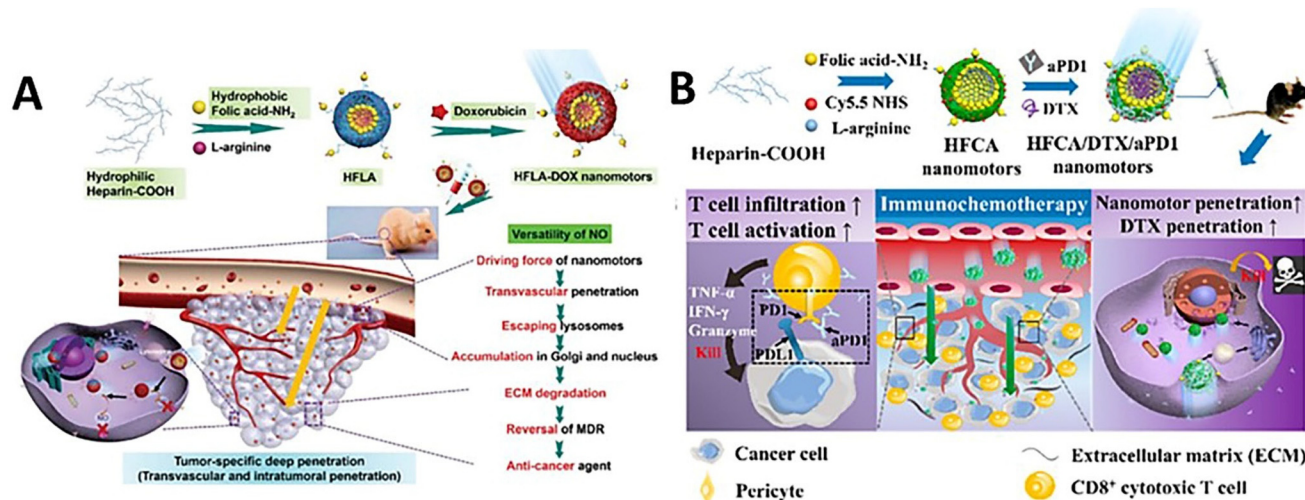 A
Hydrophobic
Folic acid-NH2
L-arginine
Doxorubicin
Hydrophilic
Heparin-COOH
HFLA
HFLA-DOX nanomotors
Versatility of NO
Driving force of nanomotors
Transvascular penetration
Escaping lysosomes
Accumulation in Golgi and nucleus
ECM degradation
Reversal of MDR
Anti-cancer agent
NO
Tumor-specific deep penetration
(Transvascular and intratumoral penetration)
B
Folic acid-NH2
Cy5.5 NHS
L-arginine
aPD1
DTX
Heparin-COOH
HFCA
nanomotors
HFCA/DTX/aPD1
nanomotors
T cell infiltration ↑
T cell activation ↑
Immunochemotherapy
Nanomotor penetration↑
DTX penetration ↑
TNF-α
IFN-γ
Granzyme
Kill
PD1
aPD1
PDL1
Kill
Cancer cell
Pericyte
Extracellular matrix (ECM)
CD8+ cytotoxic T cell